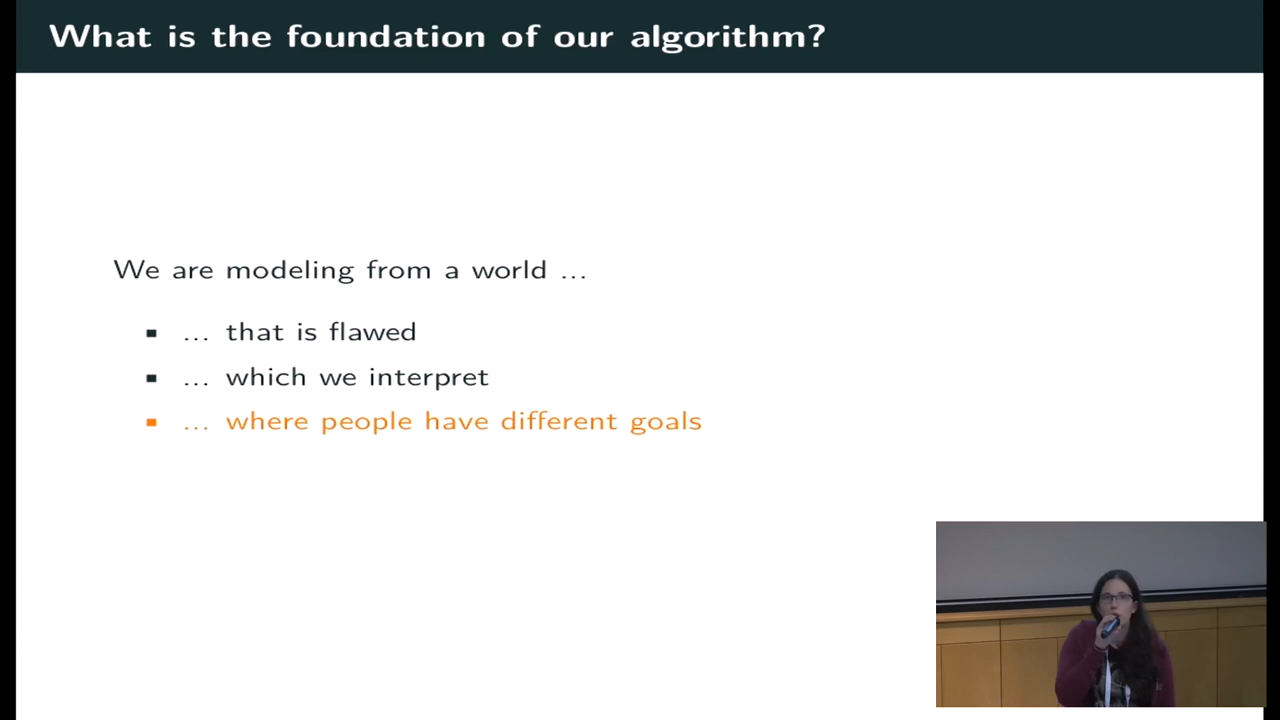 What is the foundation of our algorithm?
We are modeling from a world ...
... that is flawed
... which we interpret
... where people have different goals